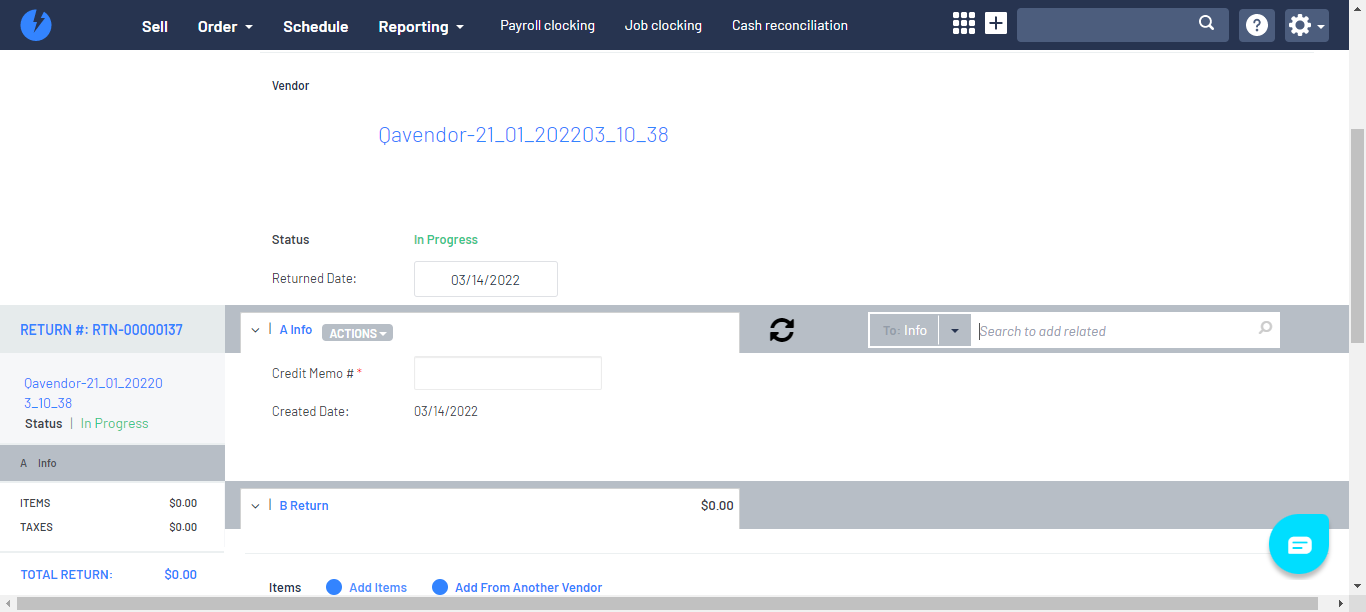 Sell Order Schedule Reporting Payroll clocking Job clocking Cash reconciliation
Vendor
Qavendor-21_01_202203_10_38
Status In Progress
Returned Date: 03/14/2022
RETURN #: RTN-00000137
A Info ACTIONS
To: Info Search to add related
Credit Memo # *
Created Date: 03/14/2022
Qavendor-21_01_20220
3_10_38
Status | In Progress
A Info
ITEMS $0.00
TAXES $0.00
TOTAL RETURN: $0.00
B Return $0.00
Items Add Items Add From Another Vendor